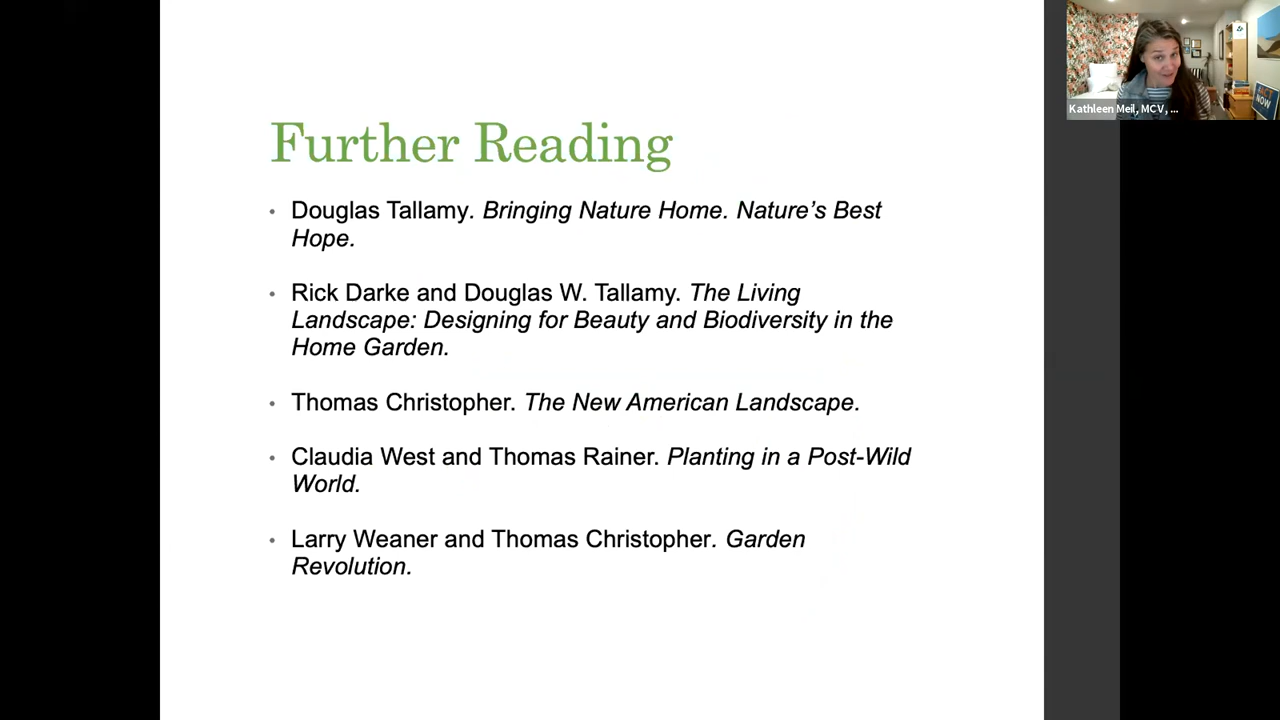 Further Reading
• Douglas Tallamy. Bringing Nature Home. Nature’s Best
Hope.
• Rick Darke and Douglas W. Tallamy. The Living
Landscape: Designing for Beauty and Biodiversity in the
Home Garden.
• Thomas Christopher. The New American Landscape.
• Claudia West and Thomas Rainer. Planting in a Post-Wild
World.
• Larry Weaner and Thomas Christopher. Garden
Revolution.
Kathleen Meil, MCV, ...
NOW